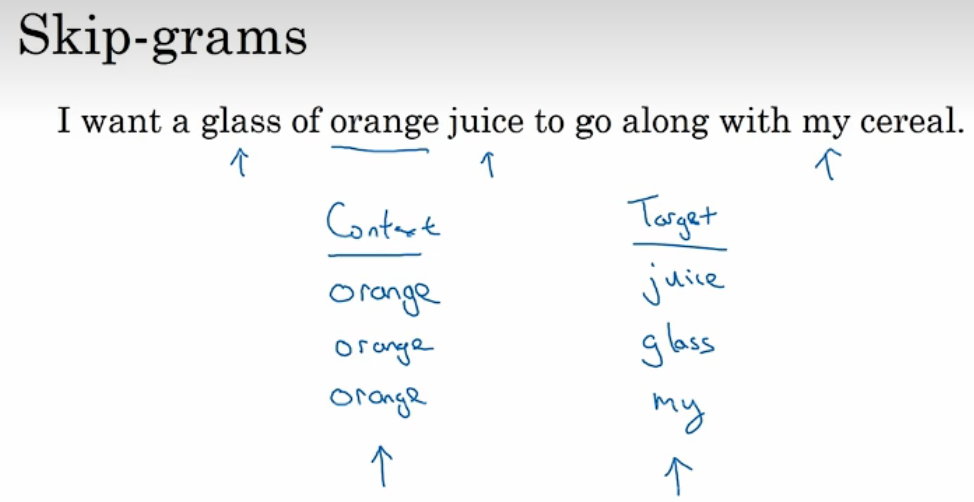 Skip-grams
I want a glass of orange juice to go along with my cereal.
Context Target
orange juice
orange glass
orange my